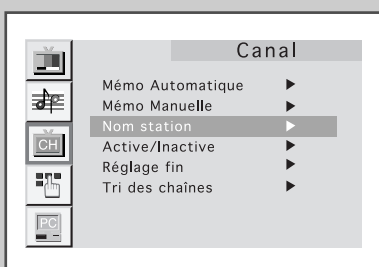 Canal
Mémo Automatique
Mémo Manuelle
Nom station
CH
Active/Inactive
Réglage fin
Tri des chaînes
PC